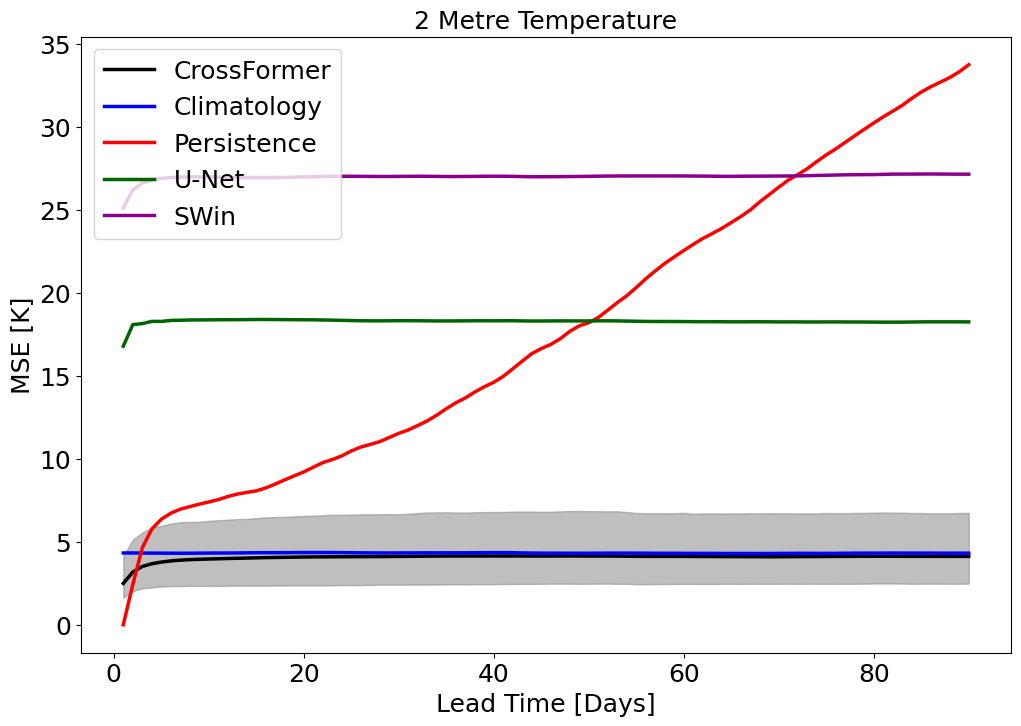 2 Metre Temperature
35
30
25
20
15
10
5
0
MSE [K]
CrossFormer
Climatology
Persistence
U-Net
SWin
0 20 40 60 80
Lead Time [Days]